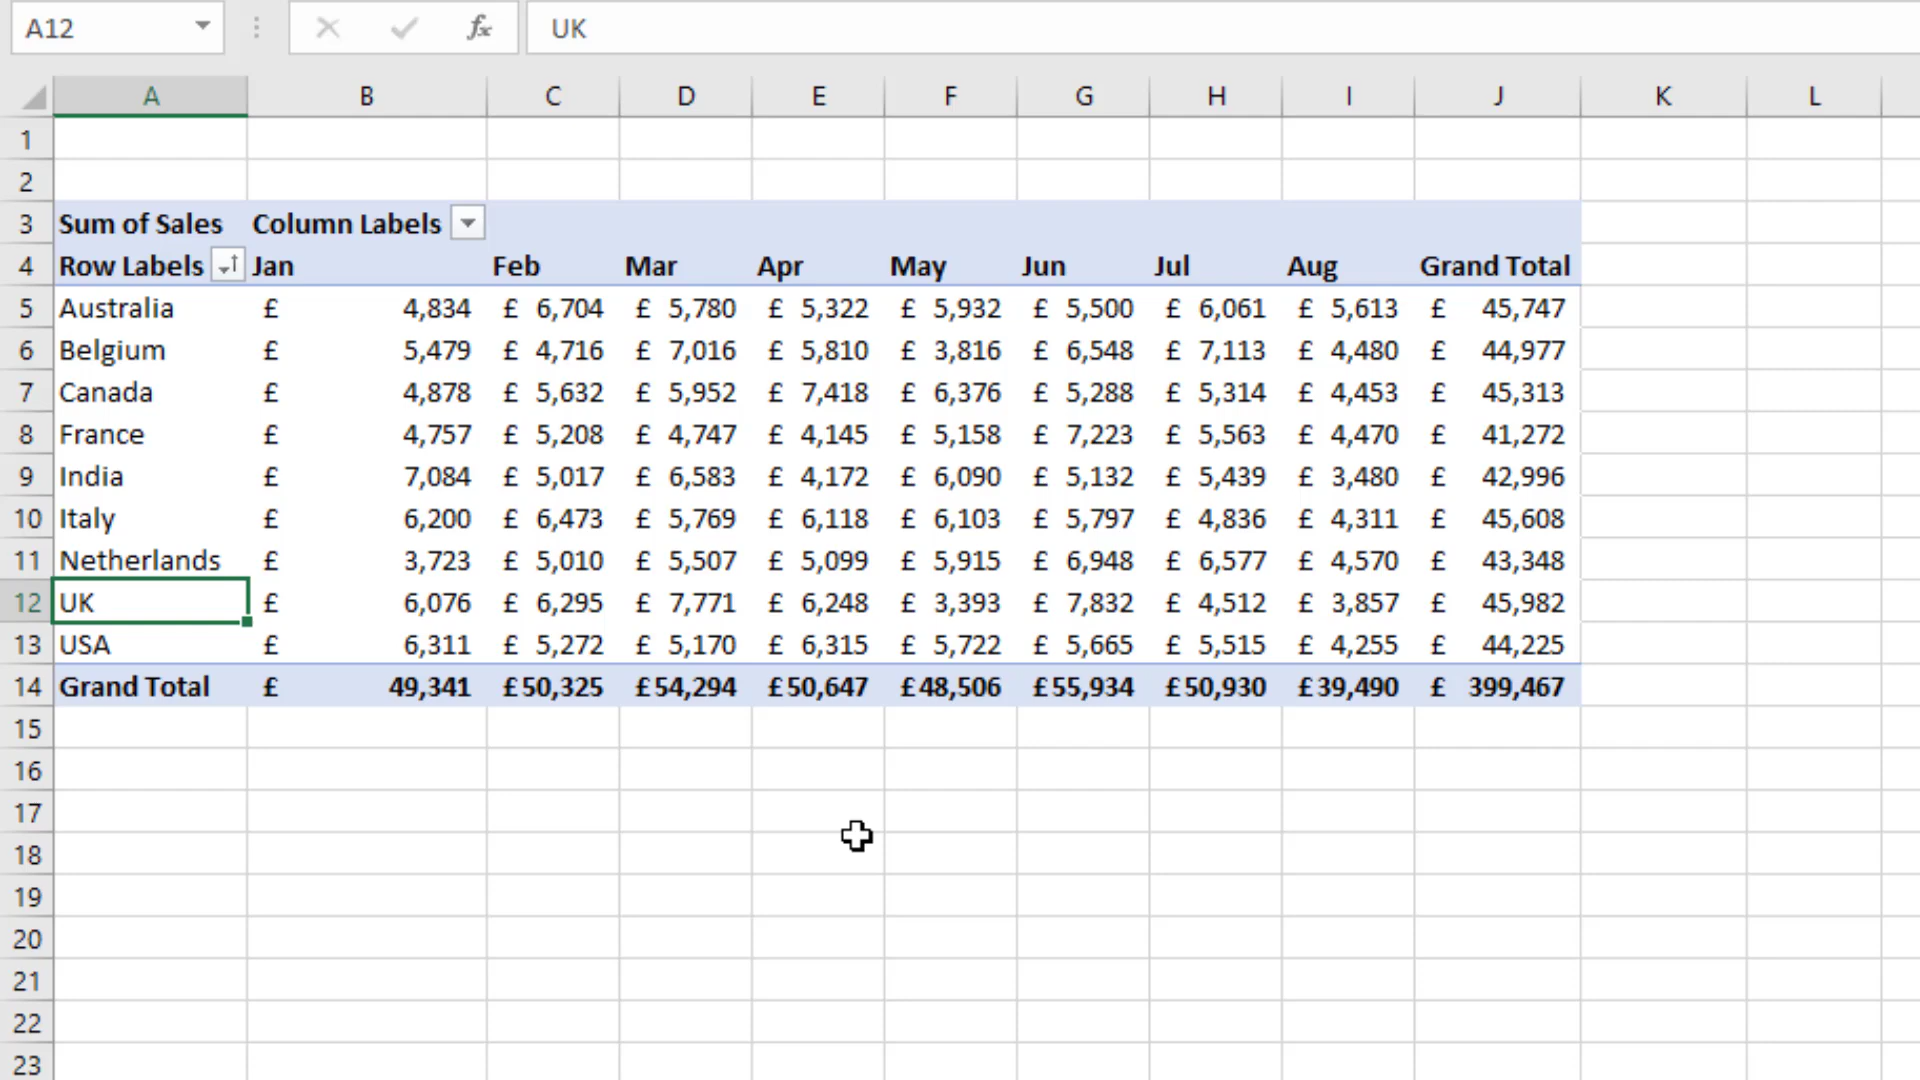 A12 fx UK
A B C D E F G H I J K L
1
2
3 Sum of Sales Column Labels
4 Row Labels Jan Feb Mar Apr May Jun Jul Aug Grand Total
5 Australia £ 4,834 £ 6,704 £ 5,780 £ 5,322 £ 5,932 £ 5,500 £ 6,061 £ 5,613 £ 45,747
6 Belgium £ 5,479 £ 4,716 £ 7,016 £ 5,810 £ 3,816 £ 6,548 £ 7,113 £ 4,480 £ 44,977
7 Canada £ 4,878 £ 5,632 £ 5,952 £ 7,418 £ 6,376 £ 5,288 £ 5,314 £ 4,453 £ 45,313
8 France £ 4,757 £ 5,208 £ 4,747 £ 4,145 £ 5,158 £ 7,223 £ 5,563 £ 4,470 £ 41,272
9 India £ 7,084 £ 5,017 £ 6,583 £ 4,172 £ 6,090 £ 5,132 £ 5,439 £ 3,480 £ 42,996
10 Italy £ 6,200 £ 6,473 £ 5,769 £ 6,118 £ 6,103 £ 5,797 £ 4,836 £ 4,311 £ 45,608
11 Netherlands £ 3,723 £ 5,010 £ 5,507 £ 5,099 £ 5,915 £ 6,948 £ 6,577 £ 4,570 £ 43,348
12 UK £ 6,076 £ 6,295 £ 7,771 £ 6,248 £ 3,393 £ 7,832 £ 4,512 £ 3,857 £ 45,982
13 USA £ 6,311 £ 5,272 £ 5,170 £ 6,315 £ 5,722 £ 5,665 £ 5,515 £ 4,255 £ 44,225
14 Grand Total £ 49,341 £50,325 £54,294 £50,647 £48,506 £55,934 £50,930 £39,490 £ 399,467
15
16
17
18
19
20
21
22
23